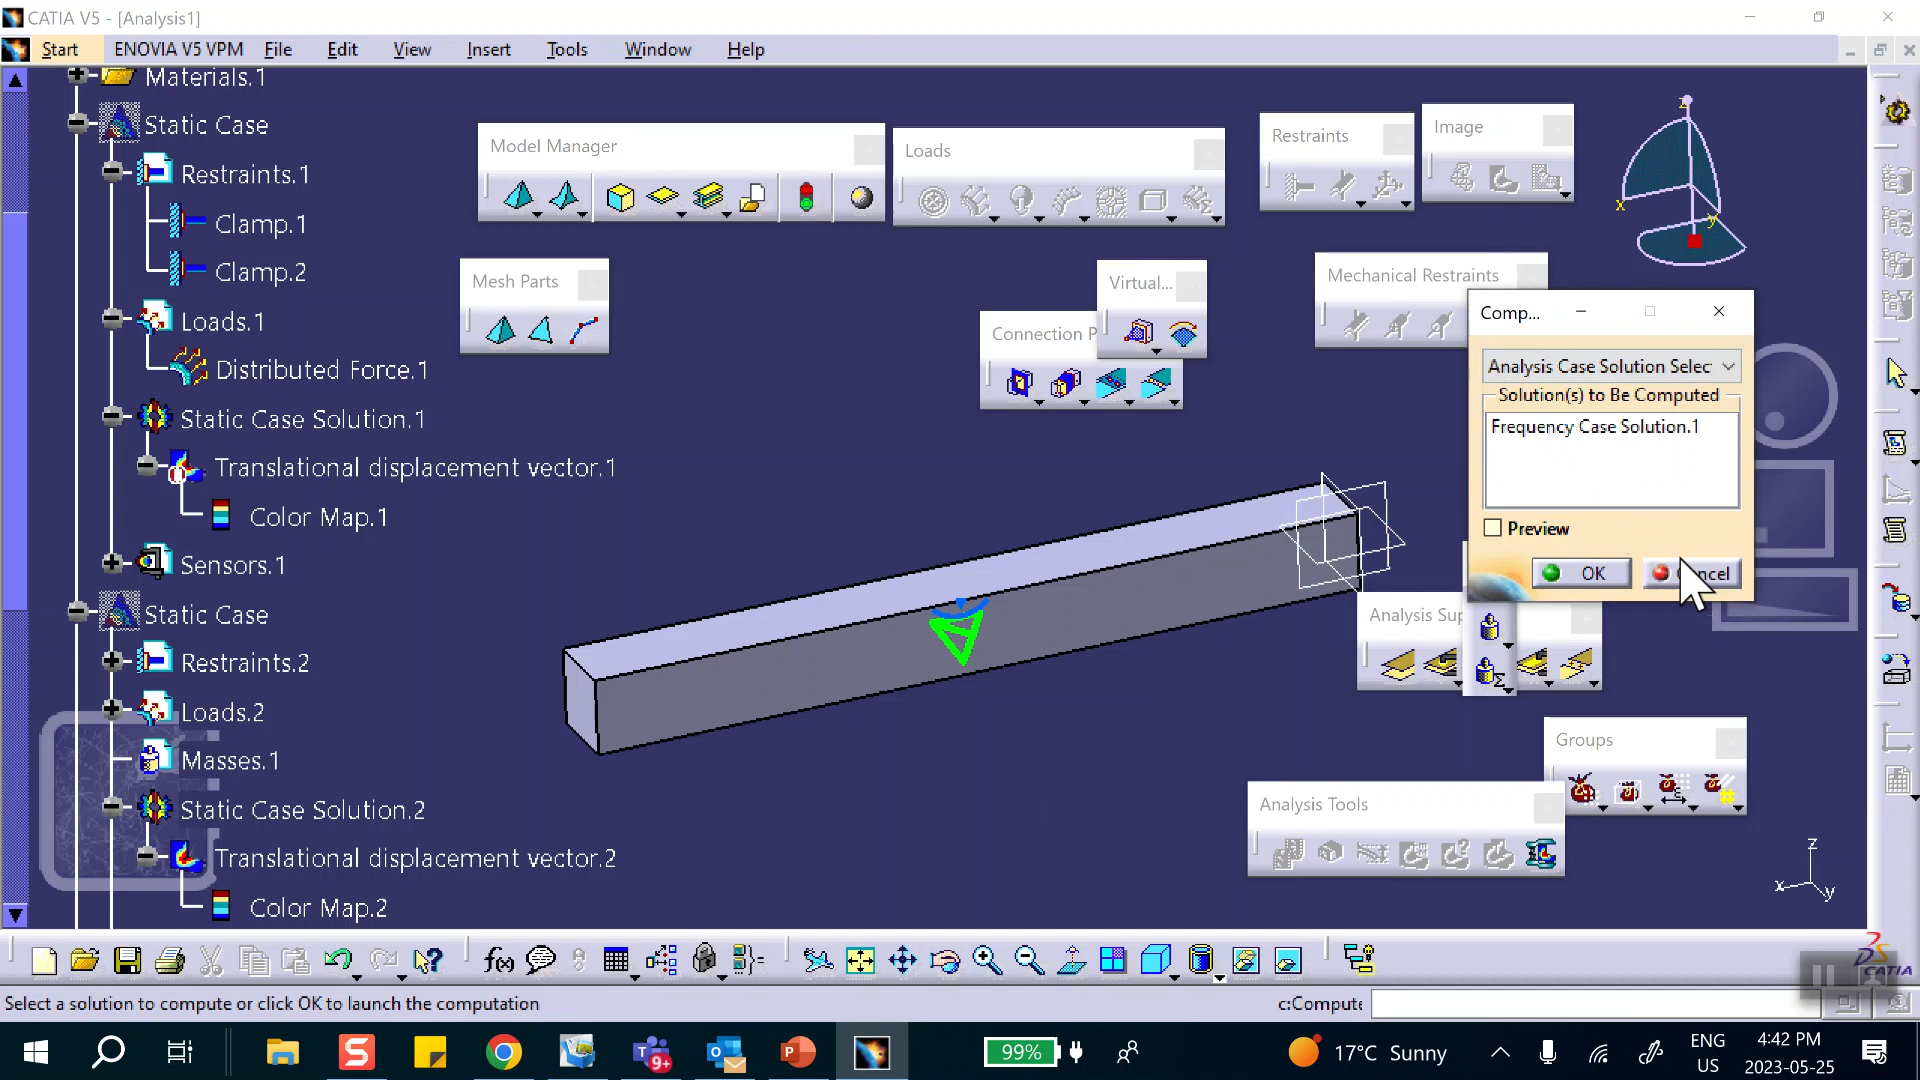 CATIA V5 - [Analysis1]
Start ENOVIA V5 VPM File Edit View Insert Tools Window Help
Materials.1
Static Case
Restraints.1
Clamp.1
Clamp.2
Loads.1
Distributed Force.1
Static Case Solution.1
Translational displacement vector.1
Color Map.1
Sensors.1
Static Case
Restraints.2
Loads.2
Masses.1
Static Case Solution.2
Translational displacement vector.2
Color Map.2
Model Manager
Loads
Restraints
Image
Mesh Parts
Virtual...
Connection P
Mechanical Restraints
z
x
y
Comp...
Analysis Case Solution Selec
Solution(s) to Be Computed
Frequency Case Solution.1
Preview
OK
ncel
Analysis Sup
Groups
Analysis Tools
z
x
y
f(x)
CATIA
Select a solution to compute or click OK to launch the computation
c:Compute
99%
17°C Sunny
ENG
US
4:42 PM
2023-05-25
9+